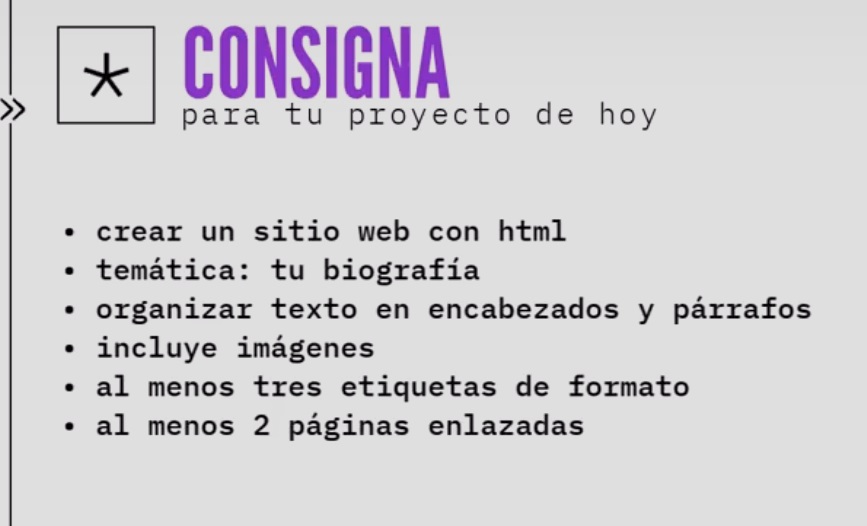 *
CONSIGNA
para tu proyecto de hoy
»
• crear un sitio web con html
• temática: tu biografía
• organizar texto en encabezados y párrafos
• incluye imágenes
• al menos tres etiquetas de formato
• al menos 2 páginas enlazadas